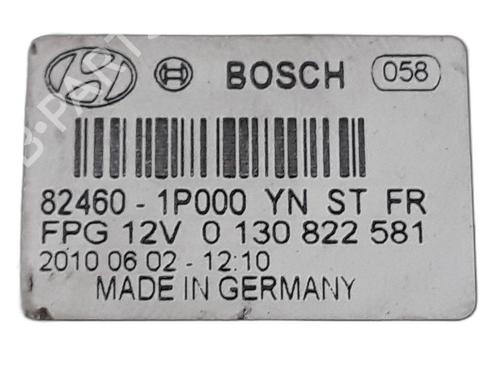 BOSCH 058
82460-1P000 YN ST FR
FPG 12V 0 130 822 581
2010 06 02 - 12:10
MADE IN GERMANY